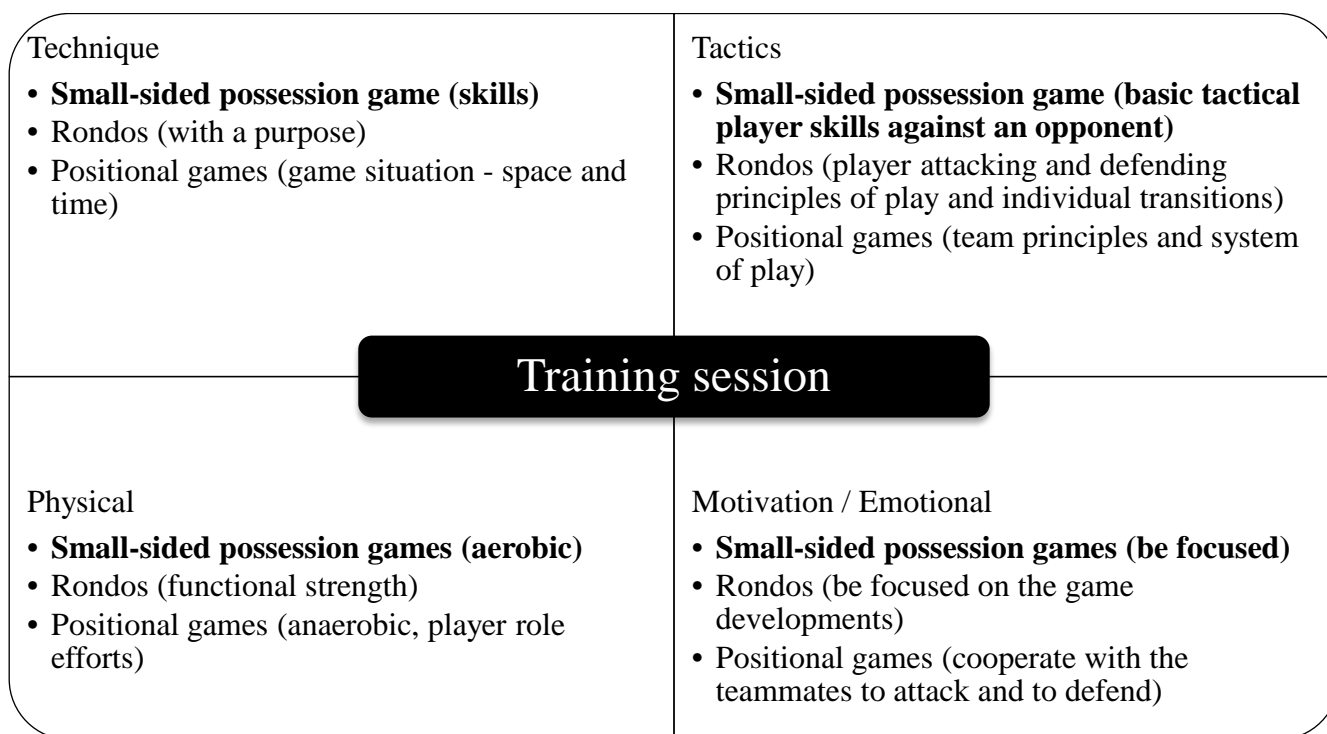 Technique
• Small-sided possession game (skills)
• Rondos (with a purpose)
• Positional games (game situation - space and
time)
Tactics
• Small-sided possession game (basic tactical
player skills against an opponent)
• Rondos (player attacking and defending
principles of play and individual transitions)
• Positional games (team principles and system
of play)
Training session
Physical
• Small-sided possession games (aerobic)
• Rondos (functional strength)
• Positional games (anaerobic, player role
efforts)
Motivation / Emotional
• Small-sided possession games (be focused)
• Rondos (be focused on the game
developments)
• Positional games (cooperate with the
teammates to attack and to defend)